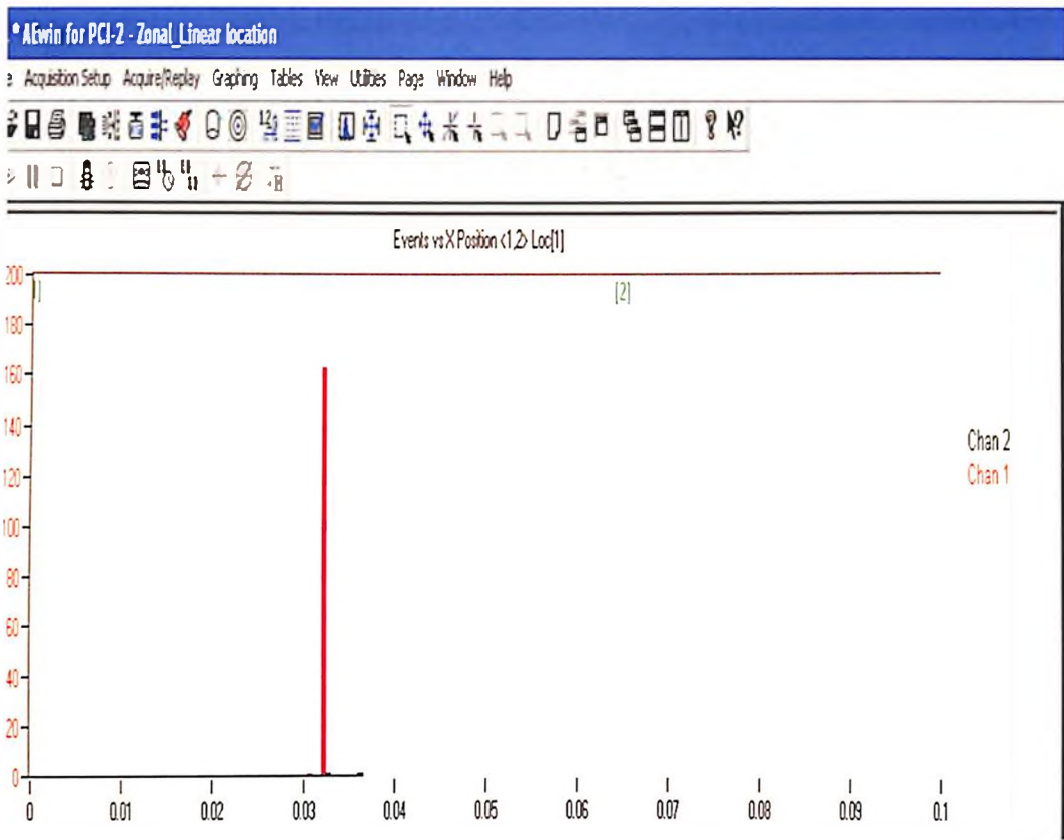 * AEwin for PCI-2 - Zonal_Linear location
Acquisition Setup Acquire/Replay Graphing Tables View Utilities Page Window Help
Events vs X Position <1,2> Loc[1]
200
[2]
180
160
140
120
100
80
60
40
20
0
Chan 2
Chan 1
0 0.01 0.02 0.03 0.04 0.05 0.06 0.07 0.08 0.09 0.1